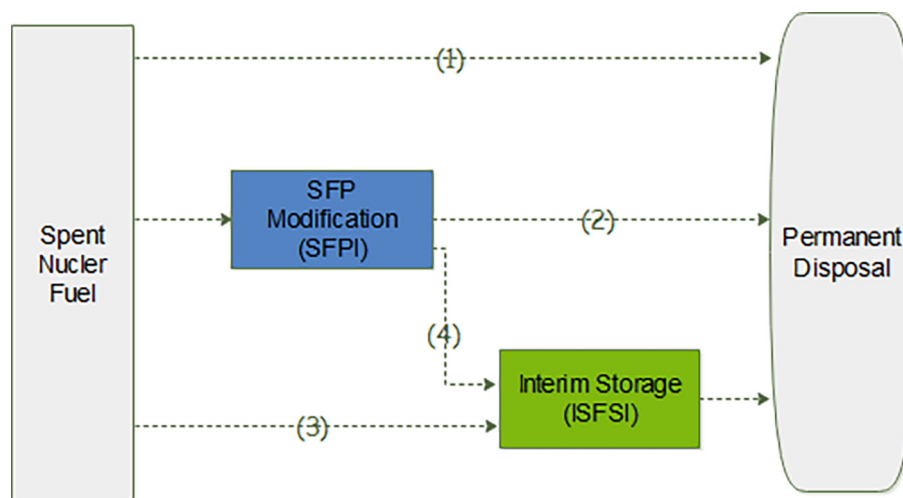 (1)
SFP
Modification
(SFPI)
(2)
Spent
Nucler
Fuel
Permanent
Disposal
(4)
Interim Storage
(ISFSI)
(3)